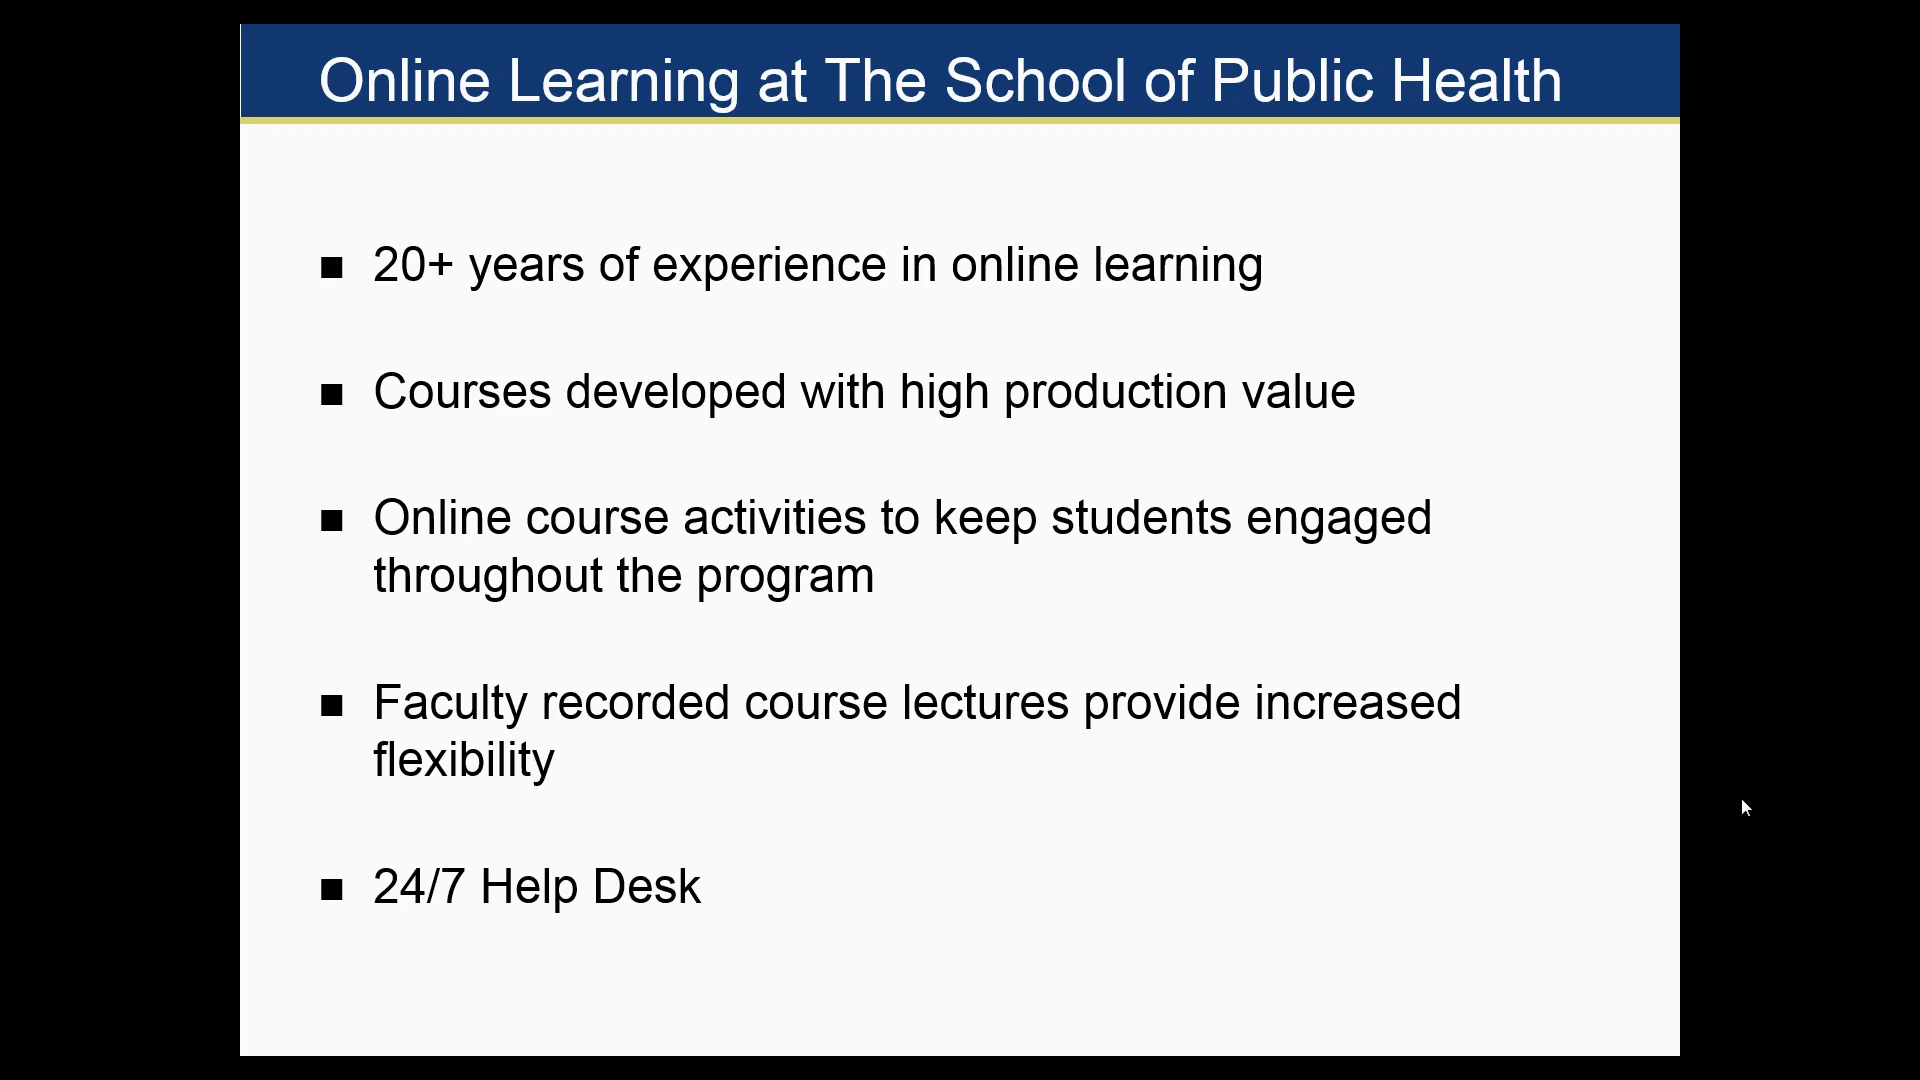 Online Learning at The School of Public Health
■ 20+ years of experience in online learning
■ Courses developed with high production value
■ Online course activities to keep students engaged
throughout the program
■ Faculty recorded course lectures provide increased
flexibility
■ 24/7 Help Desk